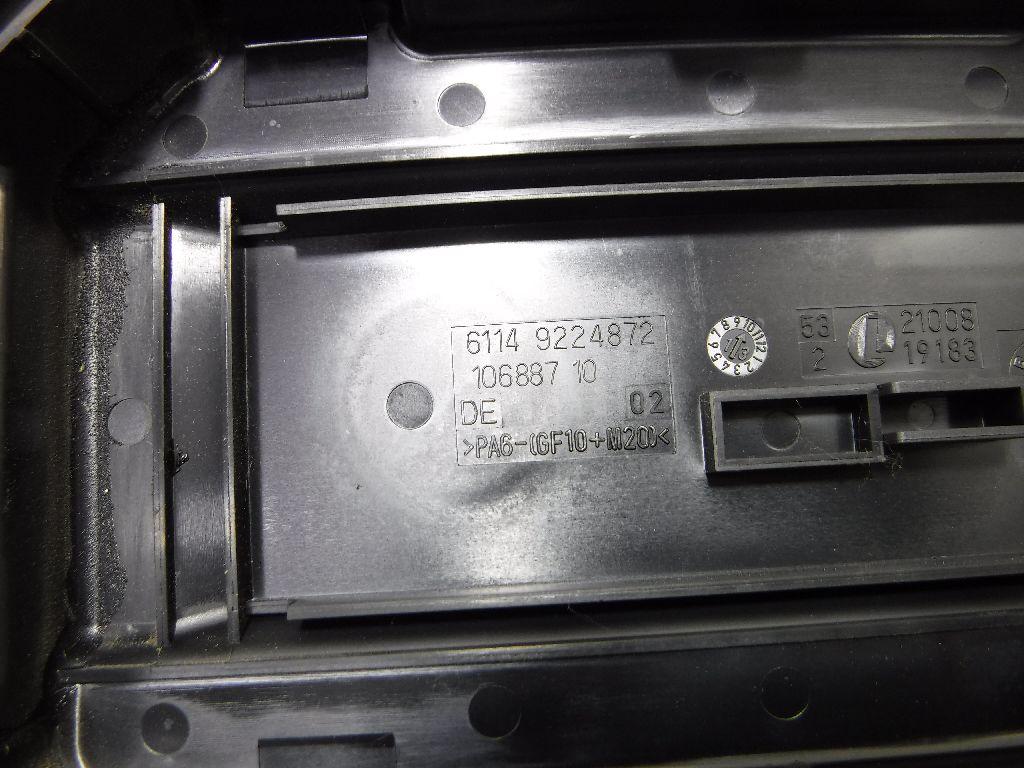 6114 9224872
106887 10
DE 02
>PA6-(GF10+M20)<
53 21008
2 19183